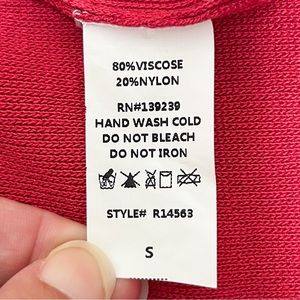 80%VISCOSE
20%NYLON
RN#139239
HAND WASH COLD
DO NOT BLEACH
DO NOT IRON
STYLE# R14563
S